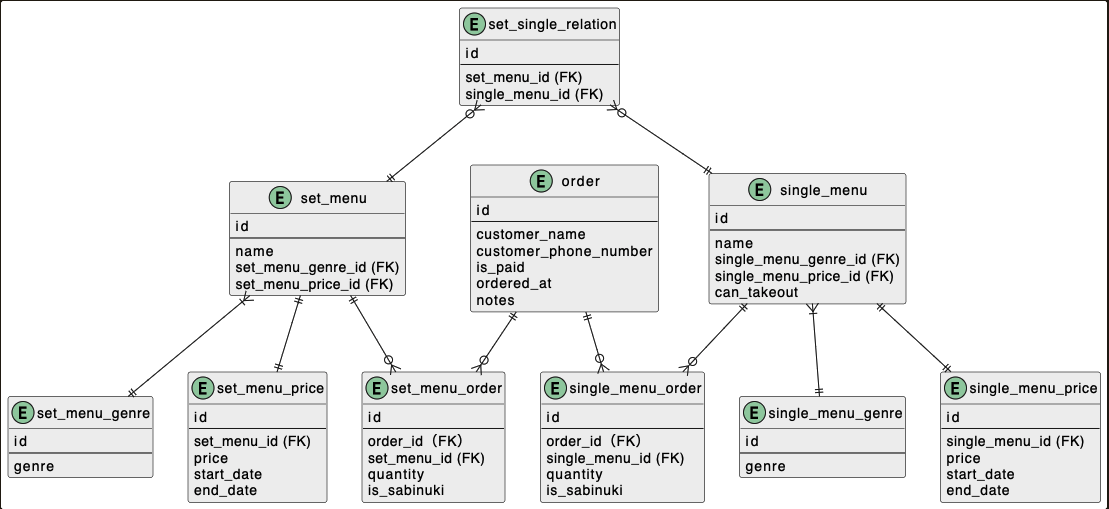 E set_single_relation
id
set_menu_id (FK)
single_menu_id (FK)
E set_menu
id
name
set_menu_genre_id (FK)
set_menu_price_id (FK)
E order
id
customer_name
customer_phone_number
is_paid
ordered_at
notes
E single_menu
id
name
single_menu_genre_id (FK)
single_menu_price_id (FK)
can_takeout
E set_menu_genre
id
genre
E set_menu_price
id
set_menu_id (FK)
price
start_date
end_date
E set_menu_order
id
order_id（FK）
set_menu_id (FK)
quantity
is_sabinuki
E single_menu_order
id
order_id（FK）
single_menu_id (FK)
quantity
is_sabinuki
E single_menu_genre
id
genre
E single_menu_price
id
single_menu_id (FK)
price
start_date
end_date